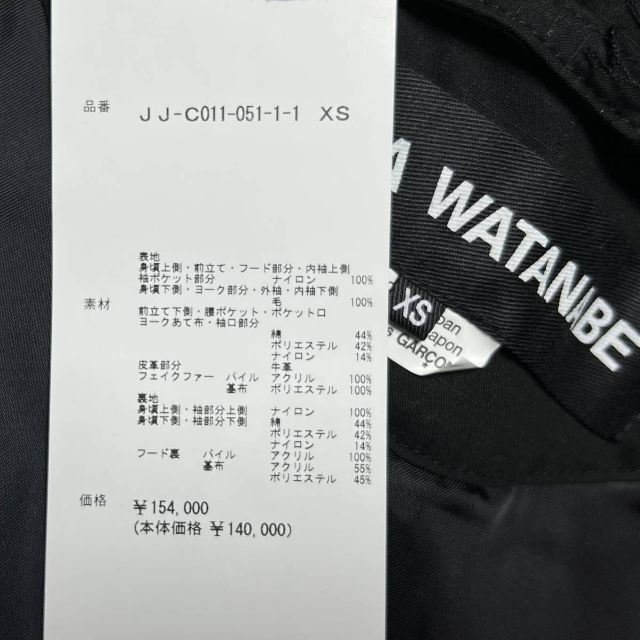 品番 JJ-C011-051-1-1 XS
素材
表地
身頃上側・前立て・フード部分・内袖上側
袖ポケット部分 ナイロン 100%
身頃下側・ヨーク部分・外袖・内袖下側
毛 100%
前立て下側・腰ポケット・ポケット口
ヨークあて布・袖口部分
綿 44%
ポリエステル 42%
ナイロン 14%
皮革部分 牛革
フェイクファー パイル アクリル 100%
基布 ポリエステル 100%
裏地
身頃上側・袖部分上側 ナイロン 100%
身頃下側・袖部分下側 綿 44%
ポリエステル 42%
ナイロン 14%
フード裏 パイル アクリル 100%
基布 アクリル 55%
ポリエステル 45%
価格 ¥154,000
(本体価格 ¥140,000)
A WATANABE
XS
pan
apon
s GARÇO